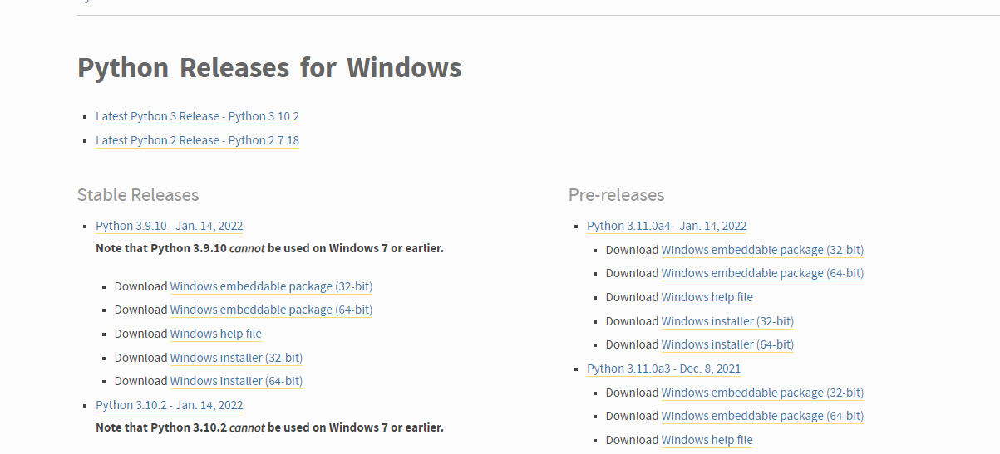 Python Releases for Windows
Latest Python 3 Release - Python 3.10.2
Latest Python 2 Release - Python 2.7.18
Stable Releases
Python 3.9.10 - Jan. 14, 2022
Note that Python 3.9.10 cannot be used on Windows 7 or earlier.
Download Windows embeddable package (32-bit)
Download Windows embeddable package (64-bit)
Download Windows help file
Download Windows installer (32-bit)
Download Windows installer (64-bit)
Python 3.10.2 - Jan. 14, 2022
Note that Python 3.10.2 cannot be used on Windows 7 or earlier.
Pre-releases
Python 3.11.0a4 - Jan. 14, 2022
Download Windows embeddable package (32-bit)
Download Windows embeddable package (64-bit)
Download Windows help file
Download Windows installer (32-bit)
Download Windows installer (64-bit)
Python 3.11.0a3 - Dec. 8, 2021
Download Windows embeddable package (32-bit)
Download Windows embeddable package (64-bit)
Download Windows help file